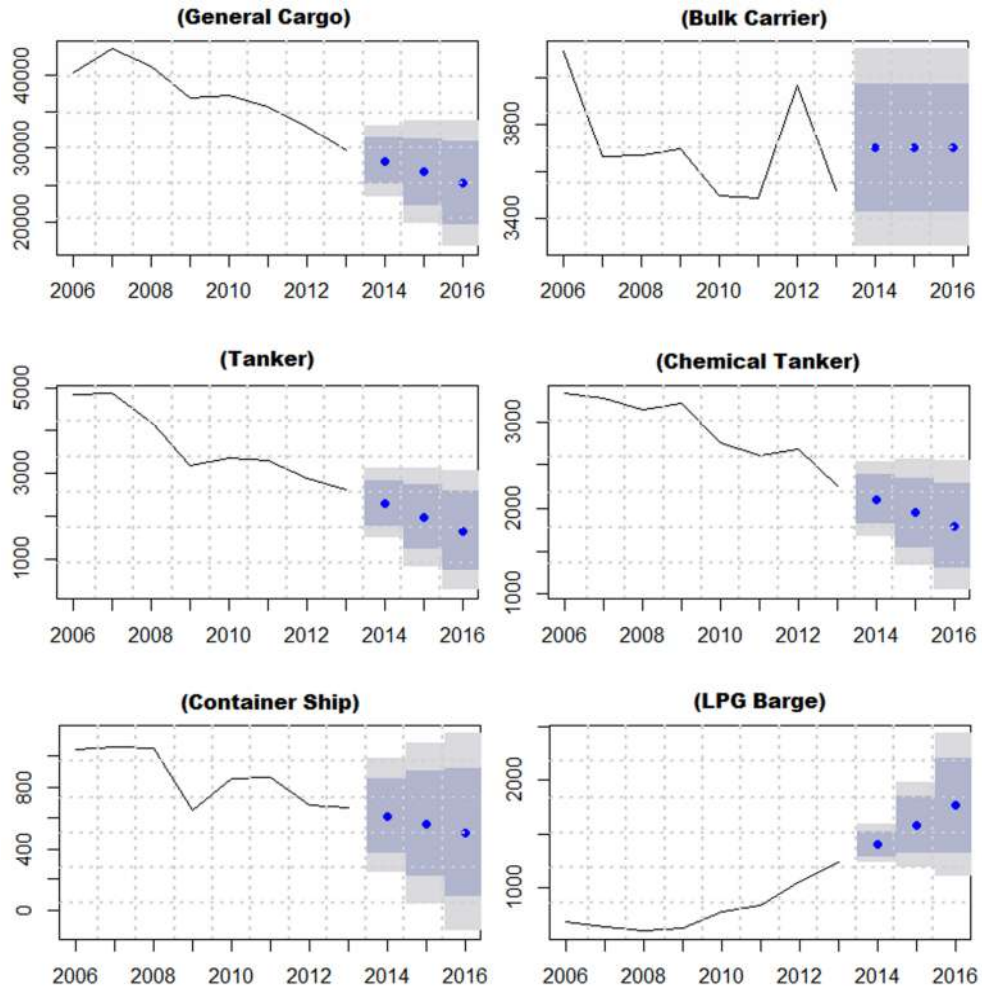 (General Cargo)
40000
30000
20000
2006 2008 2010 2012 2014 2016
(Bulk Carrier)
3800
3400
2006 2008 2010 2012 2014 2016
(Tanker)
5000
3000
1000
2006 2008 2010 2012 2014 2016
(Chemical Tanker)
3000
2000
1000
2006 2008 2010 2012 2014 2016
(Container Ship)
800
400
0
2006 2008 2010 2012 2014 2016
(LPG Barge)
2000
1000
2006 2008 2010 2012 2014 2016